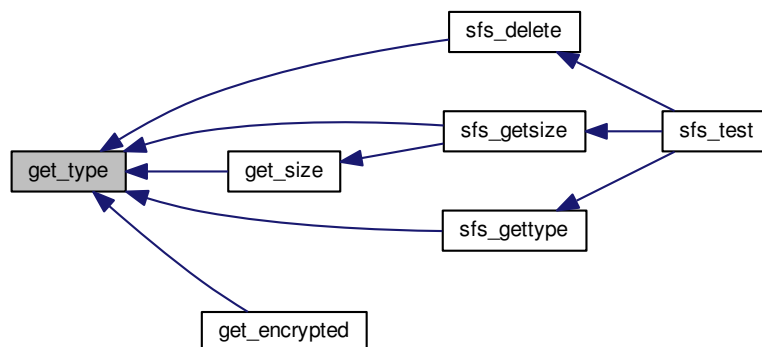 sfs_delete
sfs_getsize
sfs_test
get_type
get_size
sfs_gettype
get_encrypted